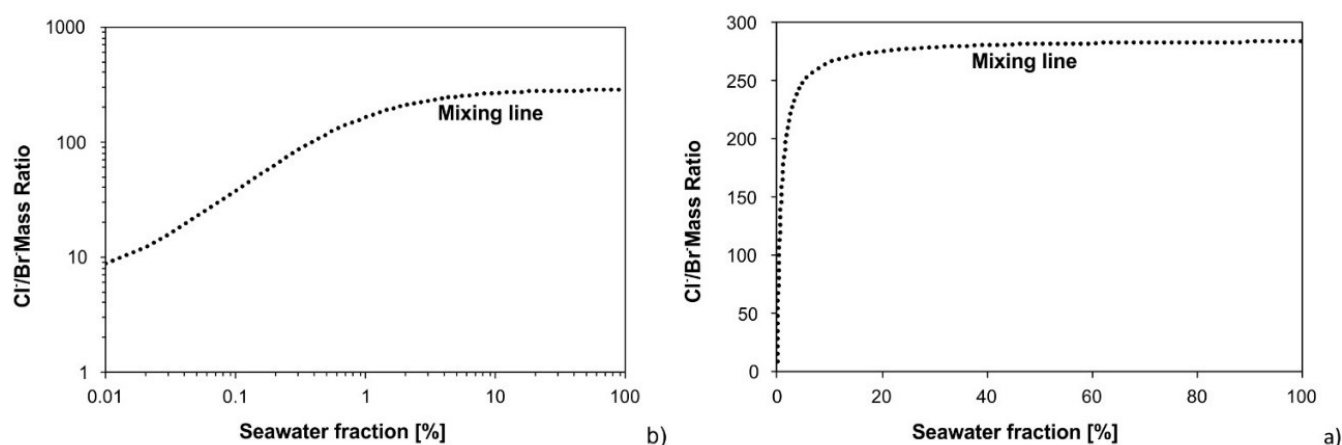 1000
100
10
1
Cl⁻/Br⁻Mass Ratio
Mixing line
0.01 0.1 1 10 100
Seawater fraction [%]
b)
300
250
200
150
100
50
0
Cl⁻/Br⁻Mass Ratio
Mixing line
0 20 40 60 80 100
Seawater fraction [%]
a)